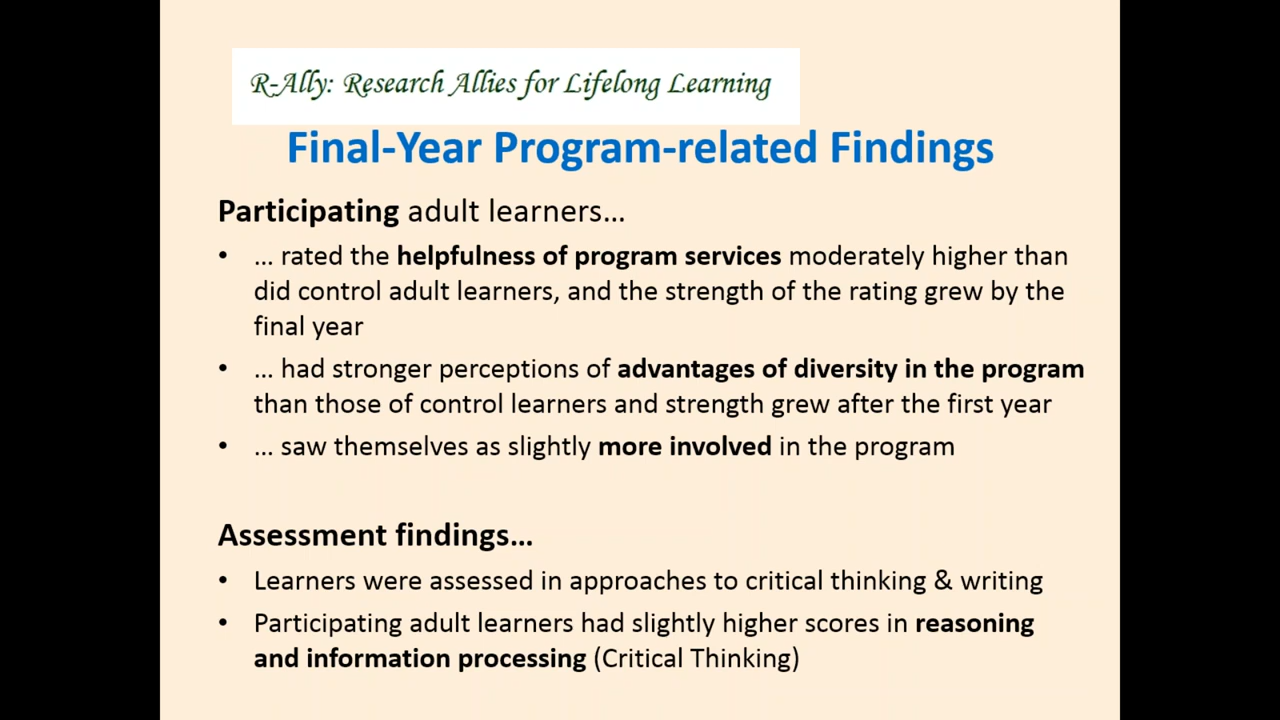 R-Ally: Research Allies for Lifelong Learning
Final-Year Program-related Findings
Participating adult learners...
• ... rated the helpfulness of program services moderately higher than
did control adult learners, and the strength of the rating grew by the
final year
• ... had stronger perceptions of advantages of diversity in the program
than those of control learners and strength grew after the first year
• ... saw themselves as slightly more involved in the program
Assessment findings...
• Learners were assessed in approaches to critical thinking & writing
• Participating adult learners had slightly higher scores in reasoning
and information processing (Critical Thinking)